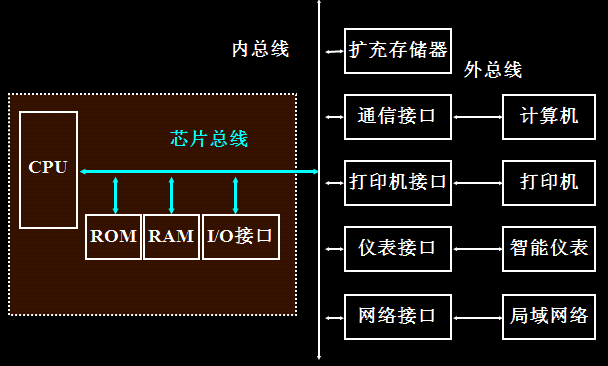 内总线
扩充存储器
外总线
通信接口
计算机
芯片总线
CPU
打印机接口
打印机
ROM
RAM
I/O接口
仪表接口
智能仪表
网络接口
局域网络